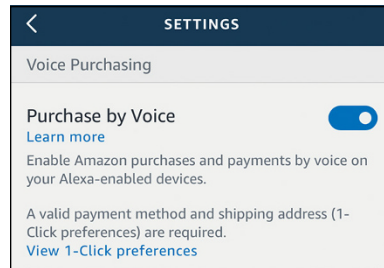 SETTINGS
Voice Purchasing
Purchase by Voice
Learn more
Enable Amazon purchases and payments by voice on
your Alexa-enabled devices.
A valid payment method and shipping address (1-
Click preferences) are required.
View 1-Click preferences